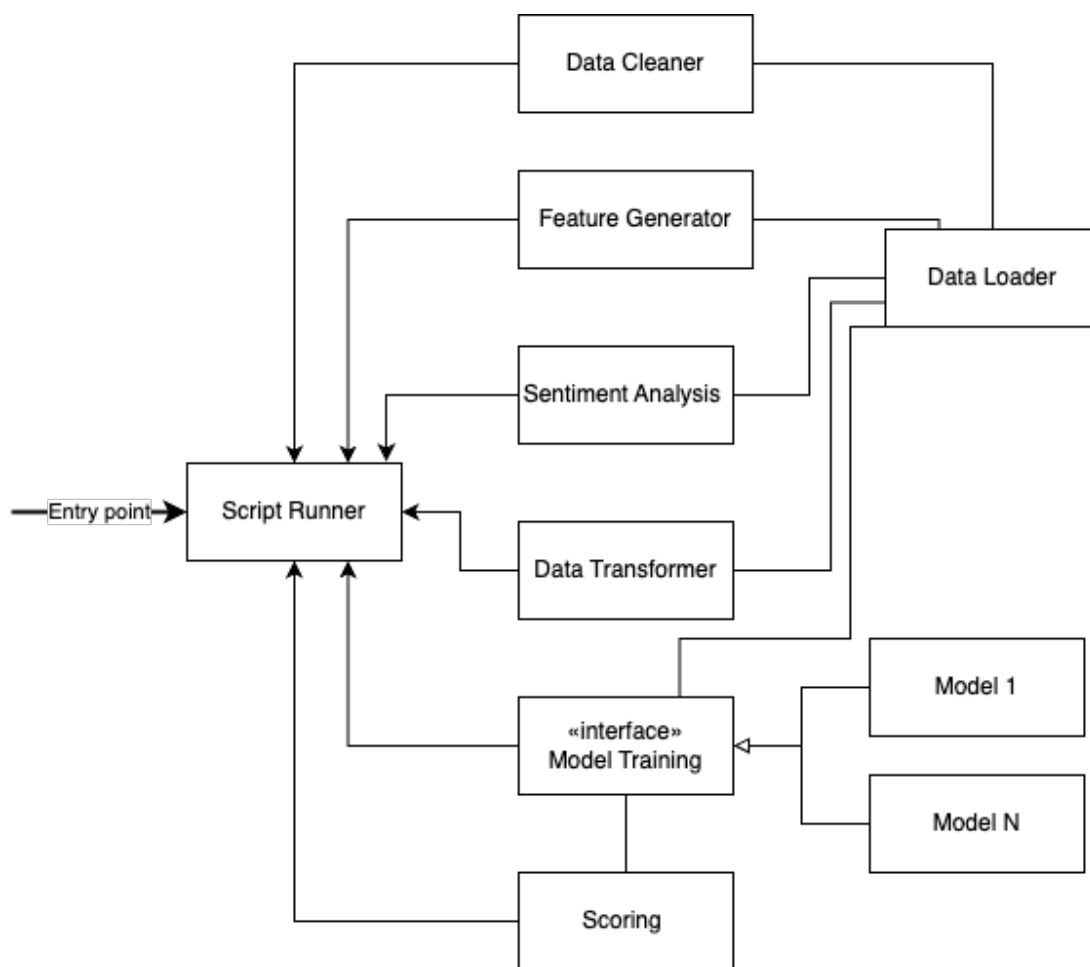 Data Cleaner
Feature Generator
Data Loader
Sentiment Analysis
Entry point
Script Runner
Data Transformer
Model 1
«interface»
Model Training
Model N
Scoring